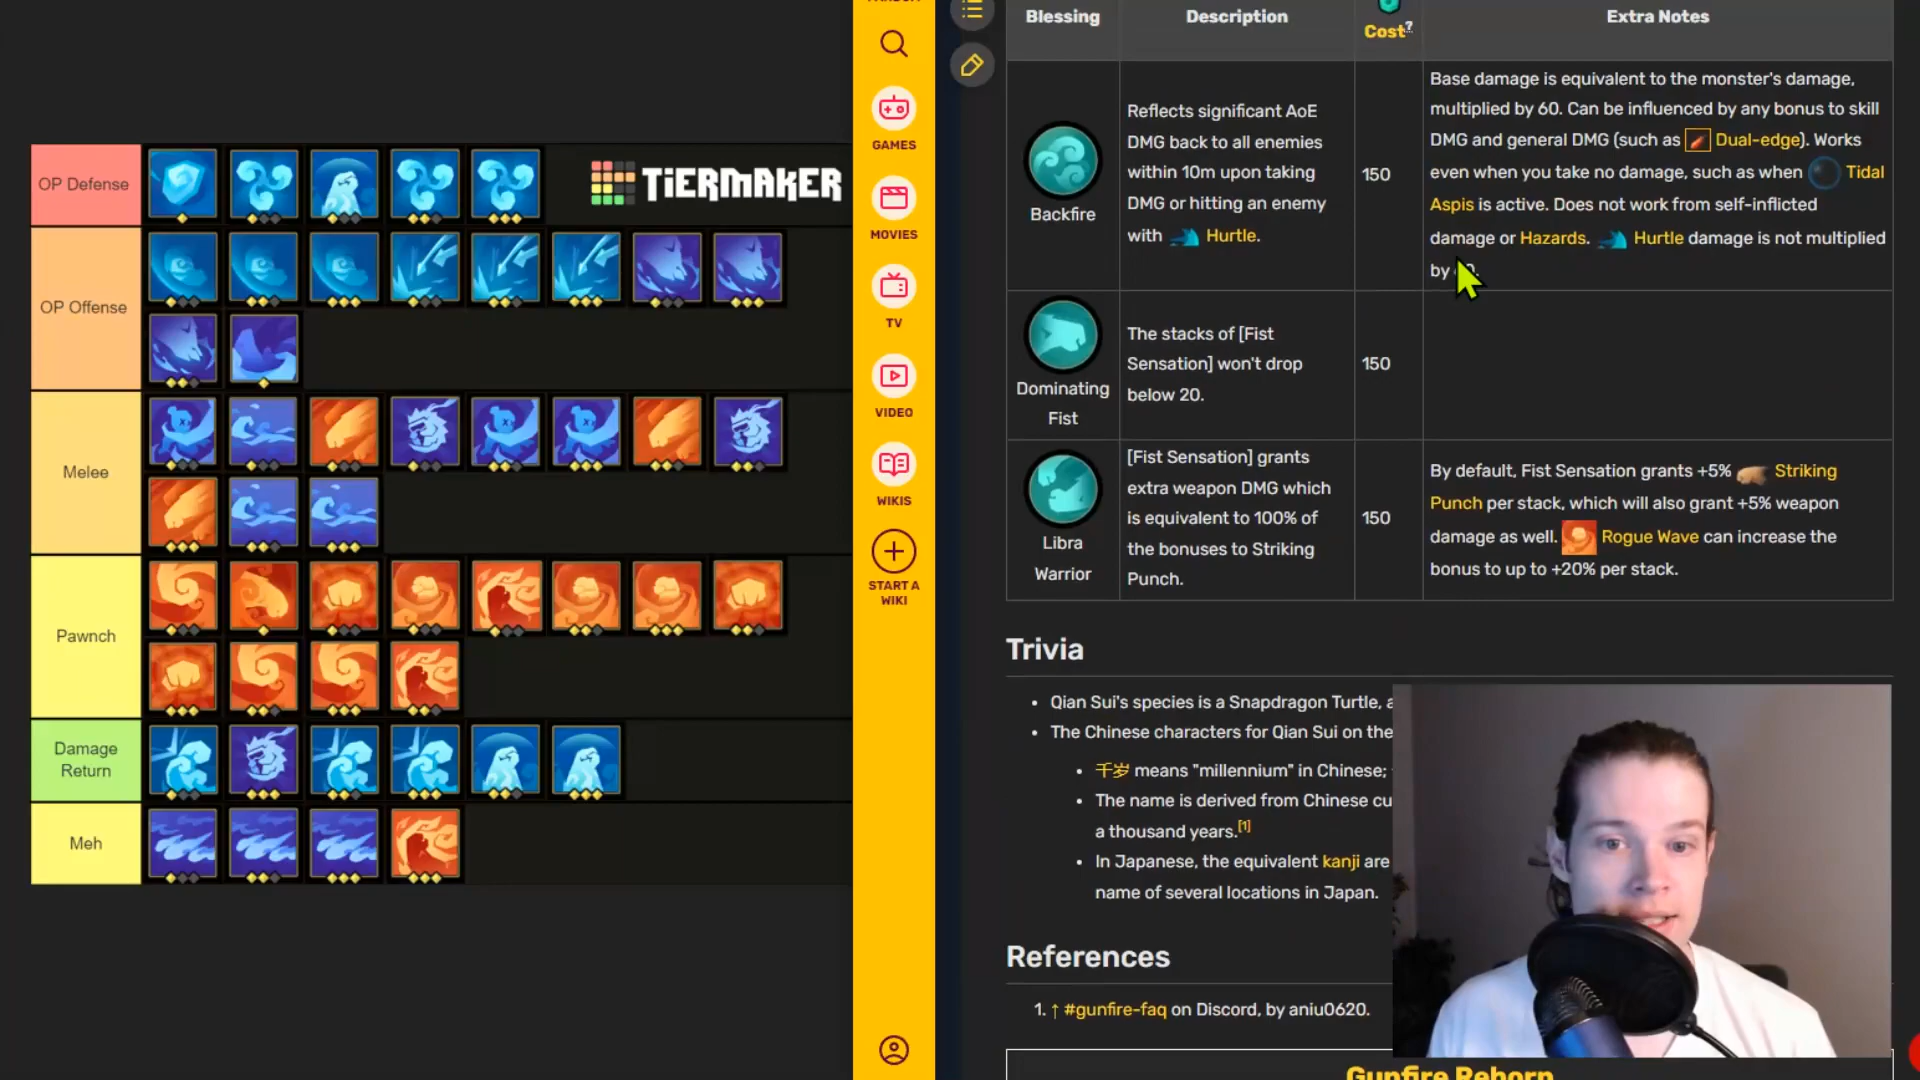 OP Defense
TiERMAKER
OP Offense
Melee
Pawnch
Damage
Return
Meh
GAMES
MOVIES
TV
VIDEO
WIKIS
START A
WIKI
Blessing
Description
Cost?
Extra Notes
Backfire
Reflects significant AoE
DMG back to all enemies
within 10m upon taking
DMG or hitting an enemy
with Hurtle.
150
Base damage is equivalent to the monster's damage,
multiplied by 60. Can be influenced by any bonus to skill
DMG and general DMG (such as Dual-edge). Works
even when you take no damage, such as when Tidal
Aspis is active. Does not work from self-inflicted
damage or Hazards. Hurtle damage is not multiplied
by
Dominating
Fist
The stacks of [Fist
Sensation] won't drop
below 20.
150
Libra
Warrior
[Fist Sensation] grants
extra weapon DMG which
is equivalent to 100% of
the bonuses to Striking
Punch.
150
By default, Fist Sensation grants +5% Striking
Punch per stack, which will also grant +5% weapon
damage as well. Rogue Wave can increase the
bonus to up to +20% per stack.
Trivia
Qian Sui's species is a Snapdragon Turtle,
The Chinese characters for Qian Sui on the
千岁 means "millennium" in Chinese;
The name is derived from Chinese cu
a thousand years.[1]
In Japanese, the equivalent kanji are
name of several locations in Japan.
References
1. ↑ #gunfire-faq on Discord, by aniu0620.
Gunfire Reborn